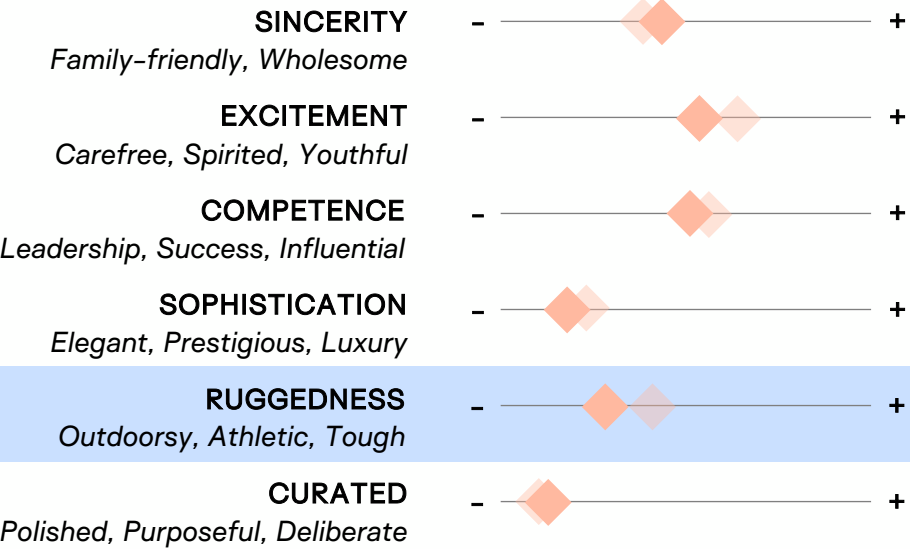 SINCERITY - +
Family-friendly, Wholesome
EXCITEMENT - +
Carefree, Spirited, Youthful
COMPETENCE - +
Leadership, Success, Influential
SOPHISTICATION - +
Elegant, Prestigious, Luxury
RUGGEDNESS - +
Outdoorsy, Athletic, Tough
CURATED - +
Polished, Purposeful, Deliberate